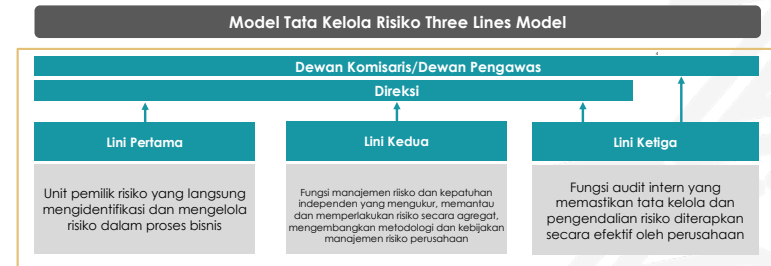 Model Tata Kelola Risiko Three Lines Model
Dewan Komisaris/Dewan Pengawas
Direksi
Lini Pertama
Unit pemilik risiko yang langsung
mengidentifikasi dan mengelola
risiko dalam proses bisnis
Lini Kedua
Fungsi manajemen riisko dan kepatuhan
independen yang mengukur, memantau
dan memperlakukan risiko secara agregat,
mengembangkan metodologi dan kebijakan
manajemen risiko perusahaan
Lini Ketiga
Fungsi audit intern yang
memastikan tata kelola dan
pengendalian risiko diterapkan
secara efektif oleh perusahaan